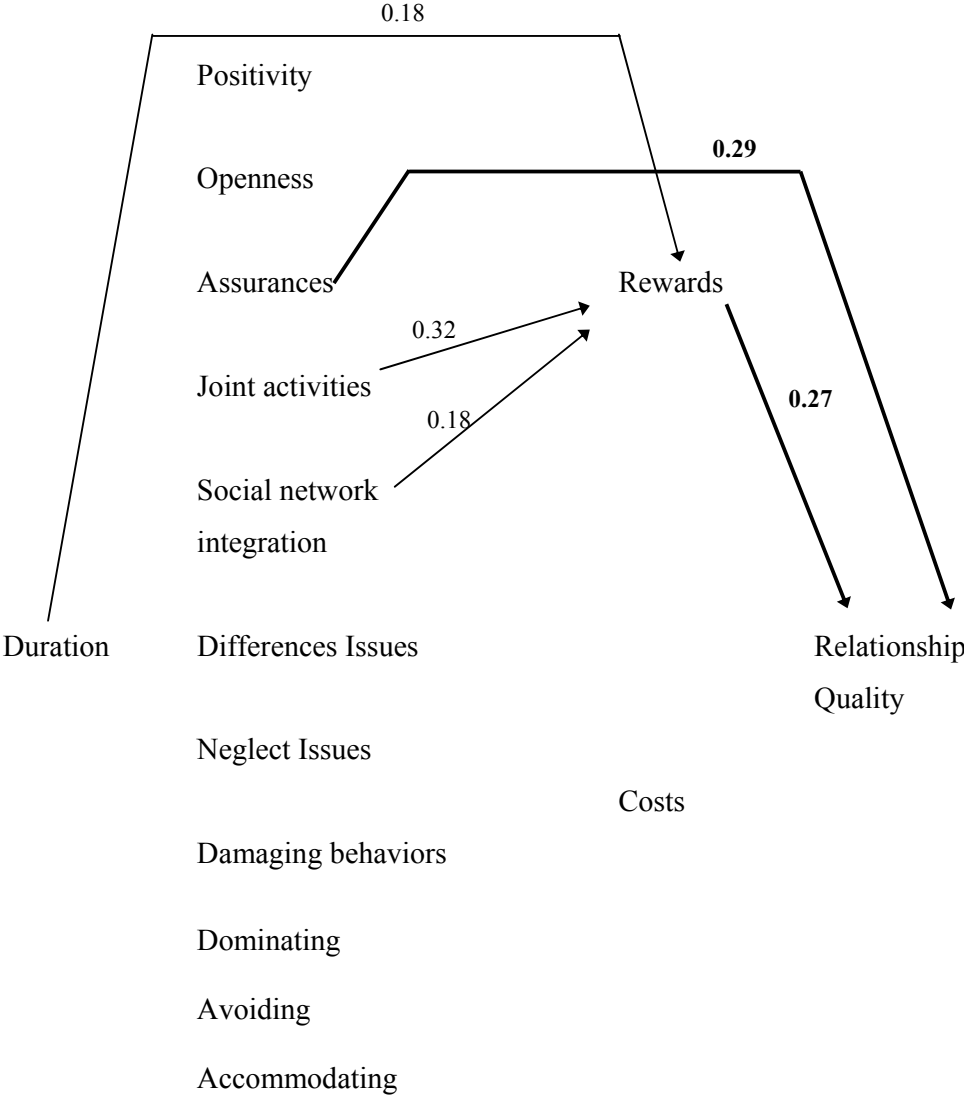 0.18
Positivity
0.29
Openness
Assurances
Rewards
0.32
Joint activities
0.27
0.18
Social network
integration
Duration
Differences Issues
Relationship
Quality
Neglect Issues
Costs
Damaging behaviors
Dominating
Avoiding
Accommodating